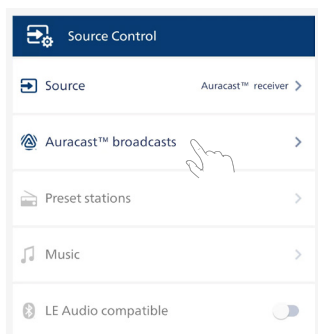 Source Control
Source Auracast™ receiver
Auracast™ broadcasts
Preset stations
Music
LE Audio compatible